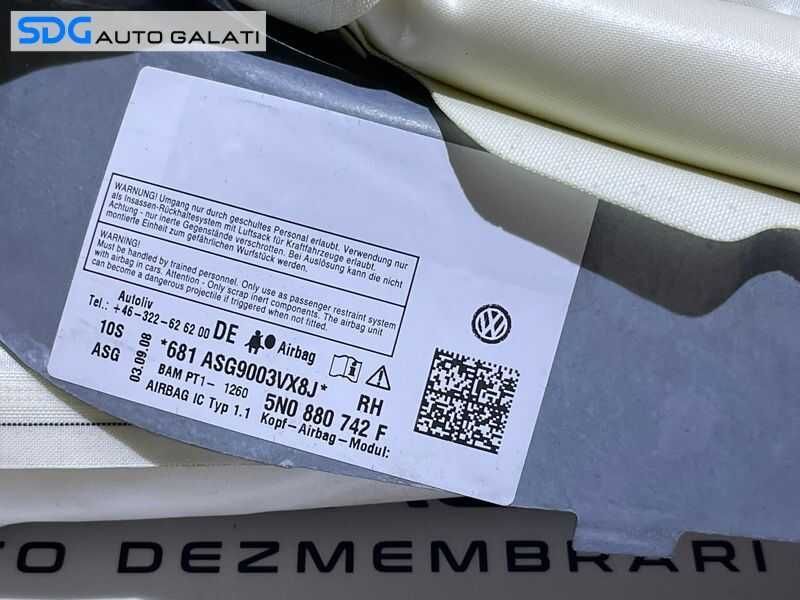 SDG AUTO GALATI
WARNUNG! Umgang nur durch geschultes Personal erlaubt. Verwendung nur
als Insassen-Rückhaltesystem mit Luftsack für Kraftfahrzeuge erlaubt.
Achtung - nur inerte Gegenstände verschrotten. Bei Auslösung kann die nicht
montierte Einheit zum gefährlichen Wurfstück werden.
WARNING!
Must be handled by trained personnel. Only use as passenger restraint system
with airbag in cars. Attention - Only scrap inert components. The airbag unit
can become a dangerous projectile if triggered when not fitted.
Autoliv
Tel.: +46-322-626200 DE Airbag
10S
ASG 03.09.08 *681 ASG9003VX8J*
BAM PT1- 1260 RH
AIRBAG IC Typ 1.1 5N0 880 742 F
Kopf-Airbag-Modul:
VW
TO DEZMEMBRARI